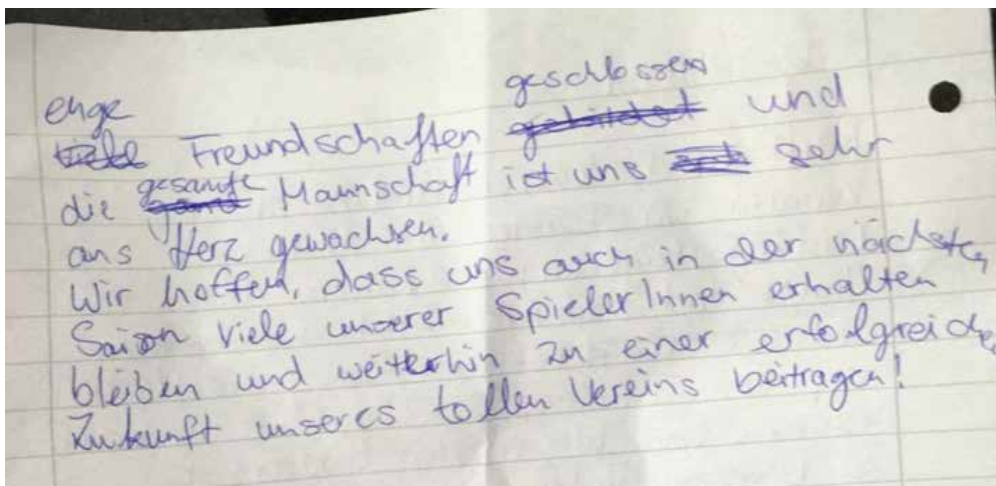 enge geschlossen
Freundschaften und
die gesamte Mannschaft ist uns sehr
ans Herz gewachsen.
Wir hoffen, dass uns auch in der nächsten
Saison viele unserer SpielerInnen erhalten
bleiben und weiterhin zu einer erfolgreichen
Zukunft unseres tollen Vereins beitragen!